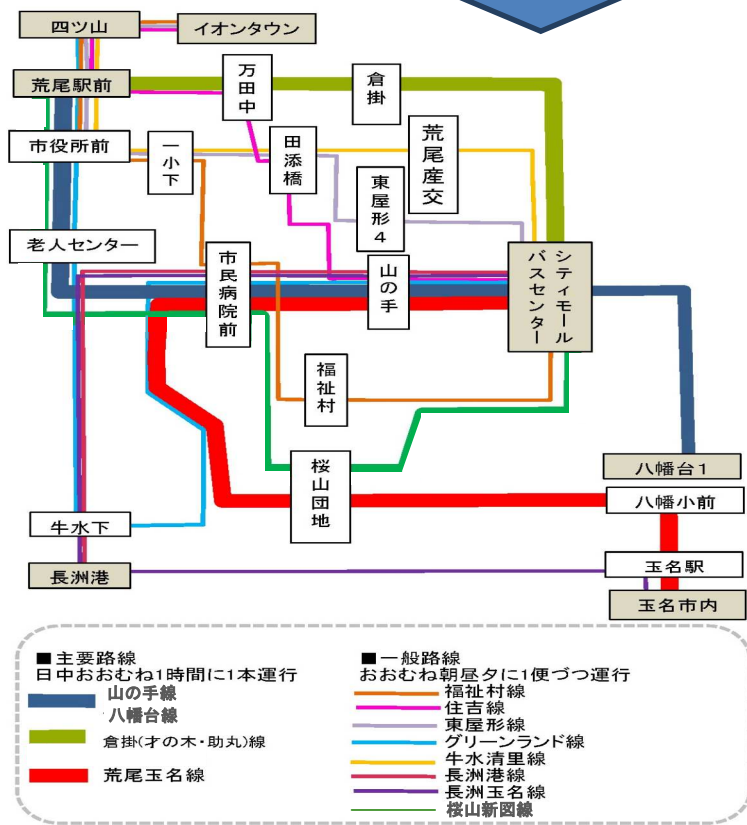 四ツ山
イオンタウン
荒尾駅前
万田中
倉掛
市役所前
一小下
田添橋
荒尾産交
東屋形4
老人センター
市民病院前
山の手
シティモール
バスセンター
福祉村
桜山団地
八幡台1
八幡小前
牛水下
玉名駅
長洲港
玉名市内
■主要路線
日中おおむね1時間に1本運行
山の手線
八幡台線
倉掛(才の木・助丸)線
荒尾玉名線
■一般路線
おおむね朝昼夕に1便づつ運行
福祉村線
住吉線
東屋形線
グリーンランド線
牛水清里線
長洲港線
長洲玉名線
桜山新図線